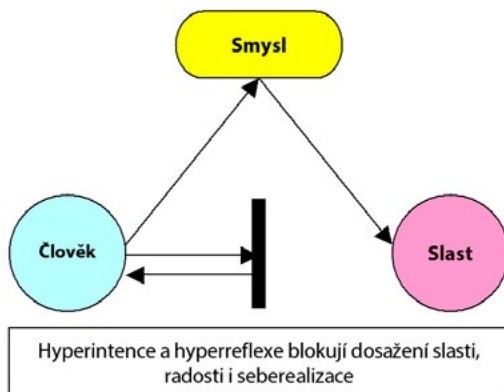 Smysl
Člověk
Slast
Hyperintence a hyperreflexe blokují dosažení slasti,
radosti i seberealizace